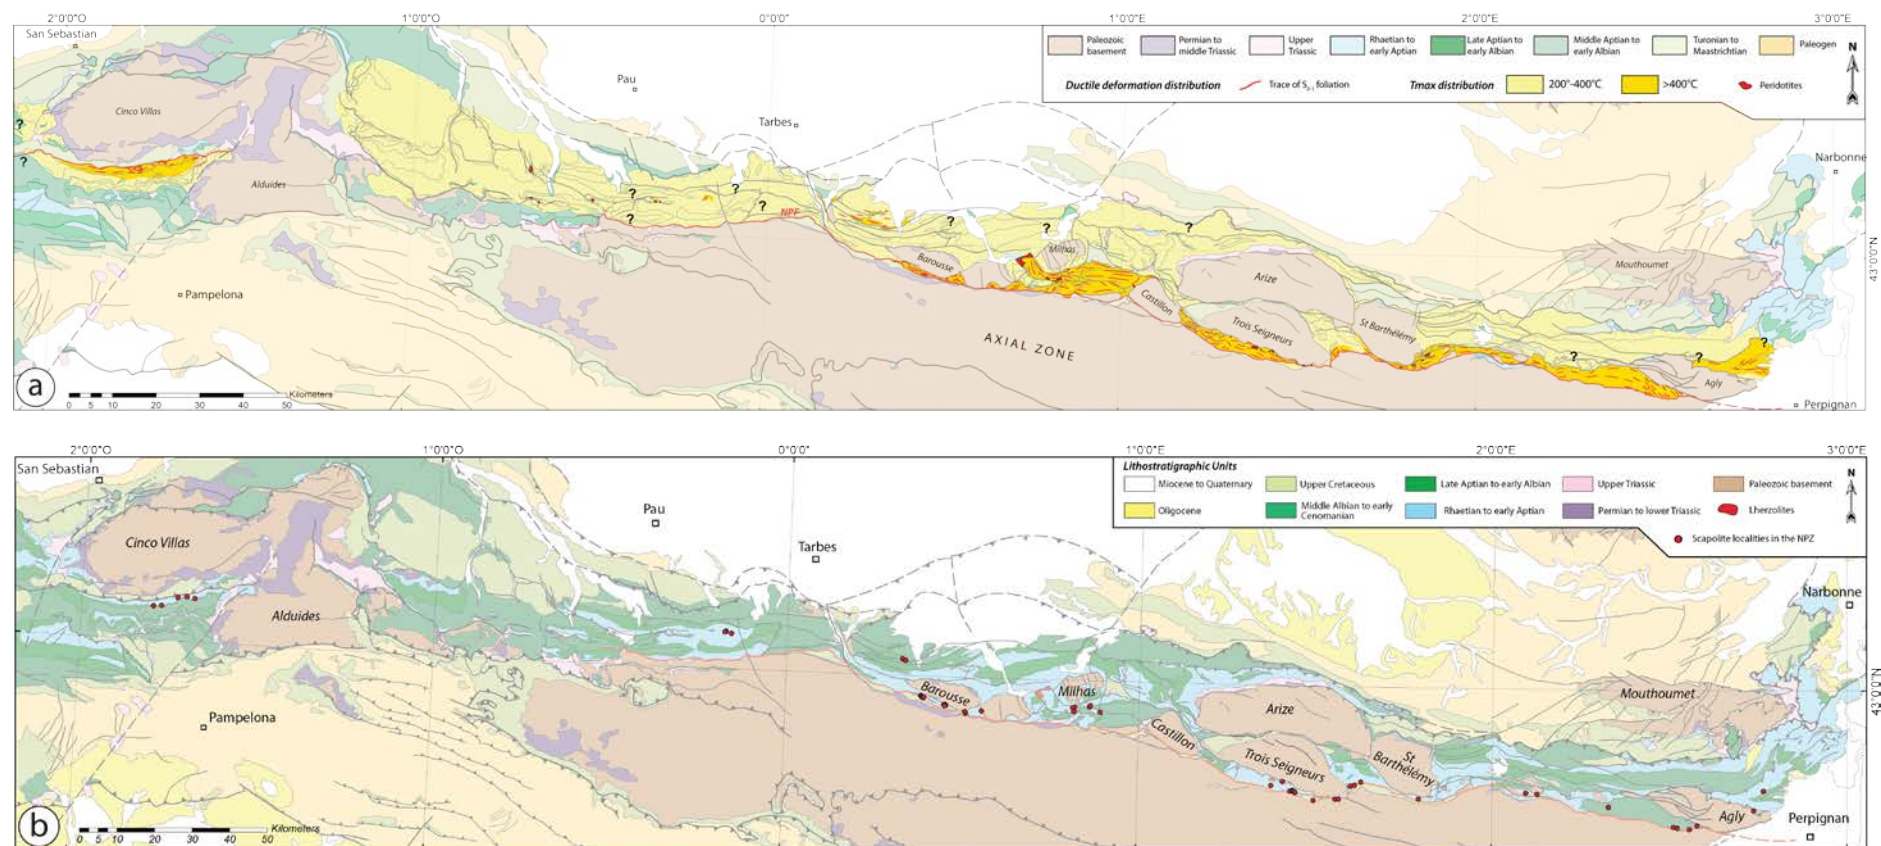 2°0'0"O 1°0'0"O 0°0'0" 1°0'0"E 2°0'0"E 3°0'0"E
San Sebastian
Paleozoic basement
Permian to middle Triassic
Upper Triassic
Rhaetian to early Aptian
Late Aptian to early Albian
Middle Aptian to early Albian
Turonian to Maastrichtian
Paleogen
N
Ductile deformation distribution
Trace of S0-1 foliation
Tmax distribution
200°-400°C
>400°C
Peridotites
Pau
Tarbes
Cinco Villas
?
?
Narbonne
Alduides
?
?
?
?
NPF
?
?
?
Milhas
Barousse
Arize
Mouthoumet
43°0'0"N
Pampelona
Castillon
Trois Seigneurs
St Barthélémy
AXIAL ZONE
?
?
?
Agly
Perpignan
a
Kilometers
0 5 10 20 30 40 50
2°0'0"O 1°0'0"O 0°0'0" 1°0'0"E 2°0'0"E 3°0'0"E
San Sebastian
Lithostratigraphic Units
Miocene to Quaternary
Upper Cretaceous
Late Aptian to early Albian
Upper Triassic
Paleozoic basement
N
Oligocene
Middle Albian to early Cenomanian
Rhaetian to early Aptian
Permian to lower Triassic
Lherzolites
Scapolite localities in the NPZ
Pau
Tarbes
Cinco Villas
Narbonne
Alduides
Barousse
Milhas
Mouthoumet
43°0'0"N
Arize
Pampelona
Castillon
Trois Seigneurs
St Barthélémy
Agly
Perpignan
b
Kilometers
0 5 10 20 30 40 50